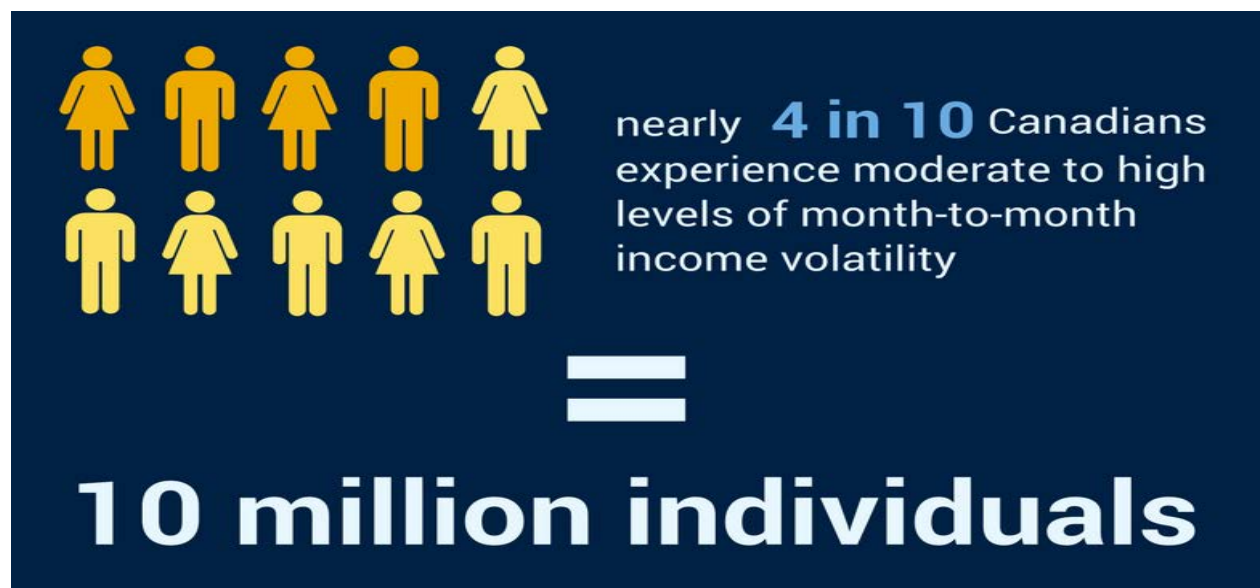 nearly 4 in 10 Canadians
experience moderate to high
levels of month-to-month
income volatility
=
10 million individuals